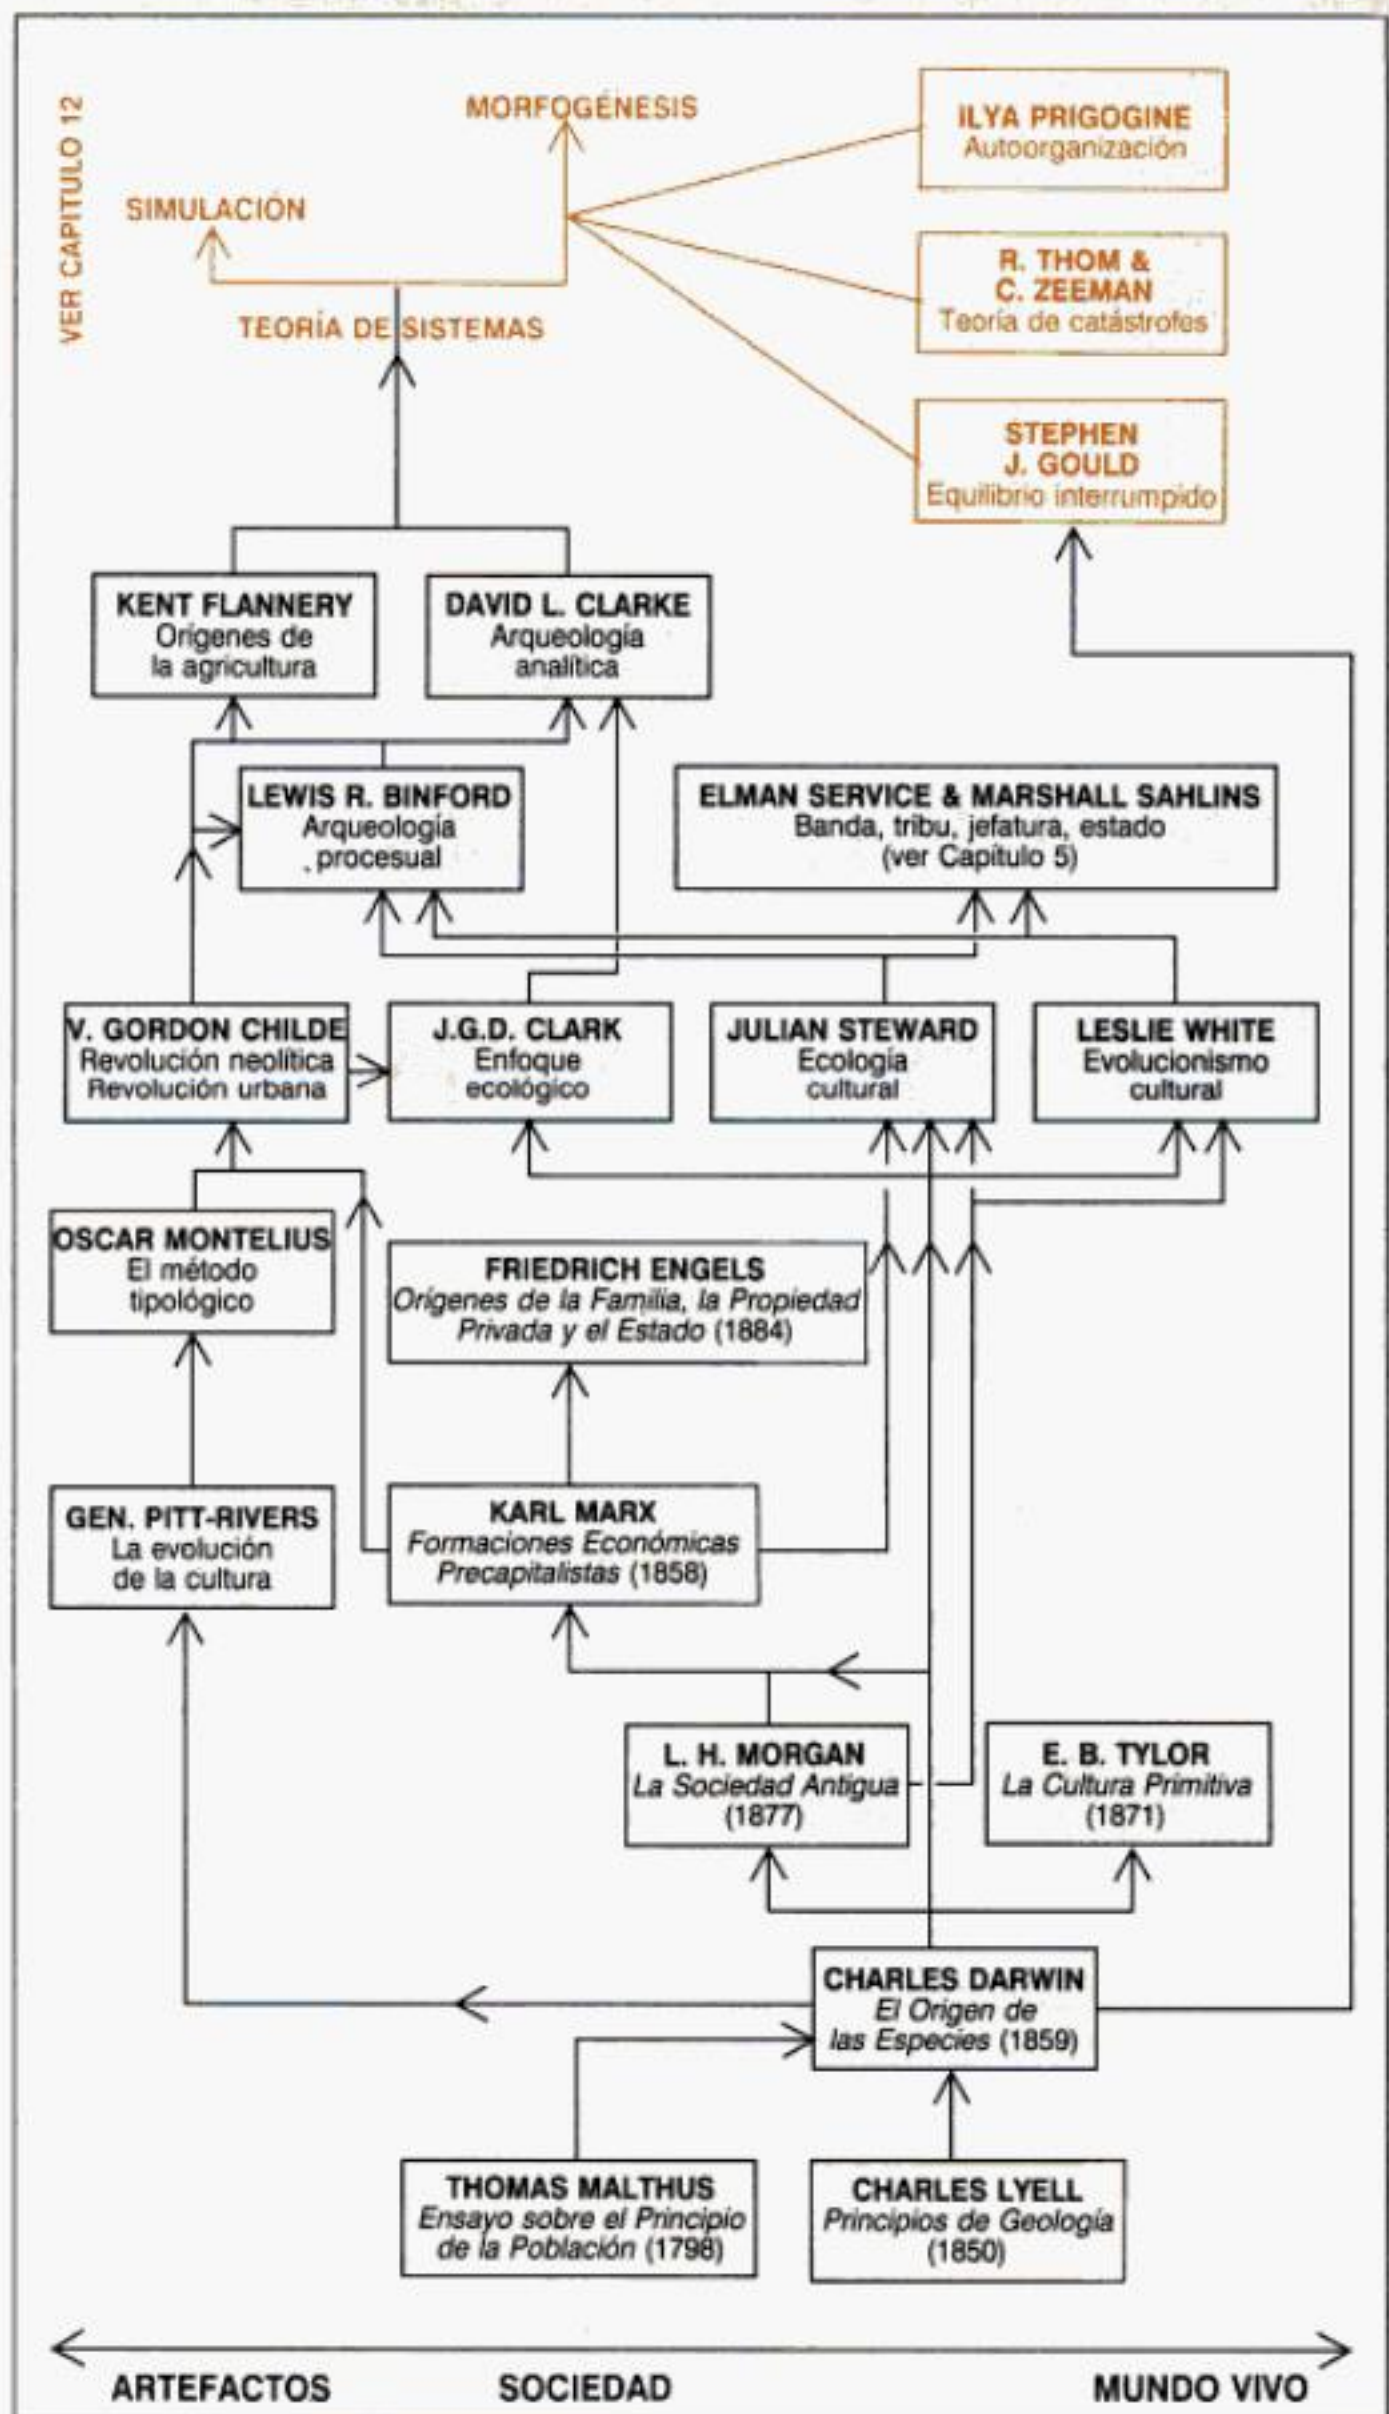 VER CAPITULO 12
MORFOGÉNESIS
SIMULACIÓN
TEORÍA DE SISTEMAS
ILYA PRIGOGINE
Autoorganización
R. THOM &
C. ZEEMAN
Teoría de catástrofes
STEPHEN
J. GOULD
Equilibrio interrumpido
KENT FLANNERY
Orígenes de
la agricultura
DAVID L. CLARKE
Arqueología
analítica
LEWIS R. BINFORD
Arqueología
procesual
ELMAN SERVICE & MARSHALL SAHLINS
Banda, tribu, jefatura, estado
(ver Capítulo 5)
V. GORDON CHILDE
Revolución neolítica
Revolución urbana
J.G.D. CLARK
Enfoque
ecológico
JULIAN STEWARD
Ecología
cultural
LESLIE WHITE
Evolucionismo
cultural
OSCAR MONTELIUS
El método
tipológico
FRIEDRICH ENGELS
Orígenes de la Familia, la Propiedad
Privada y el Estado (1884)
GEN. PITT-RIVERS
La evolución
de la cultura
KARL MARX
Formaciones Económicas
Precapitalistas (1858)
L. H. MORGAN
La Sociedad Antigua
(1877)
E. B. TYLOR
La Cultura Primitiva
(1871)
CHARLES DARWIN
El Origen de
las Especies (1859)
THOMAS MALTHUS
Ensayo sobre el Principio
de la Población (1798)
CHARLES LYELL
Principios de Geología
(1850)
ARTEFACTOS
SOCIEDAD
MUNDO VIVO